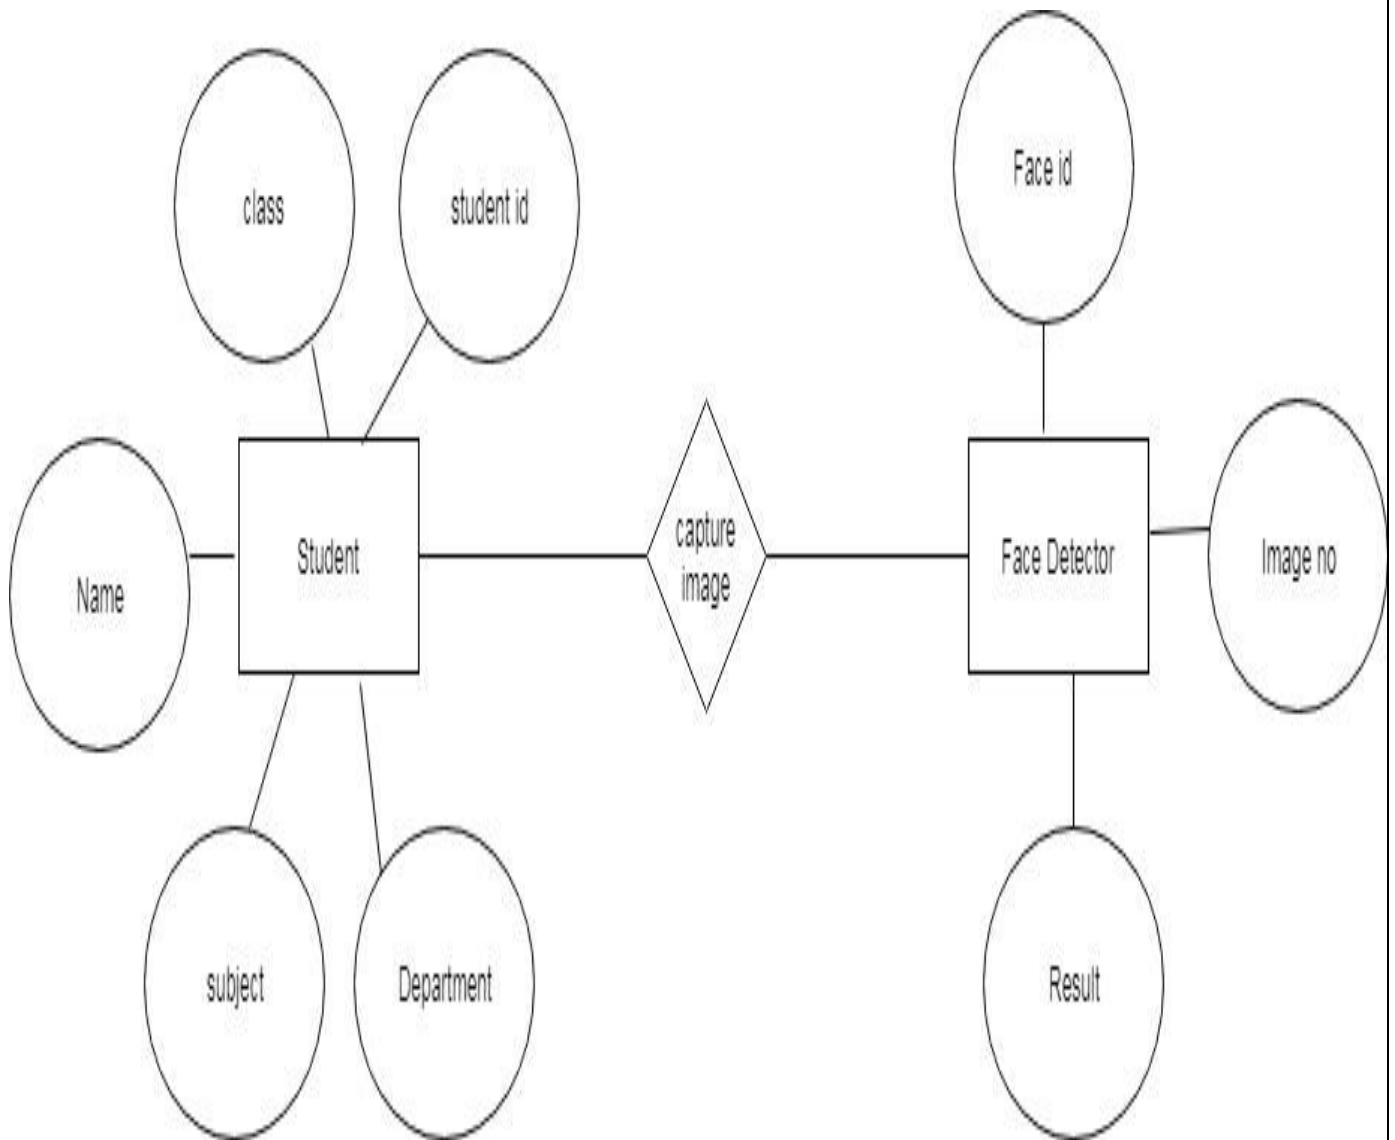 Face id
class
student id
capture
image
Student
Face Detector
Image no
Name
subject
Department
Result